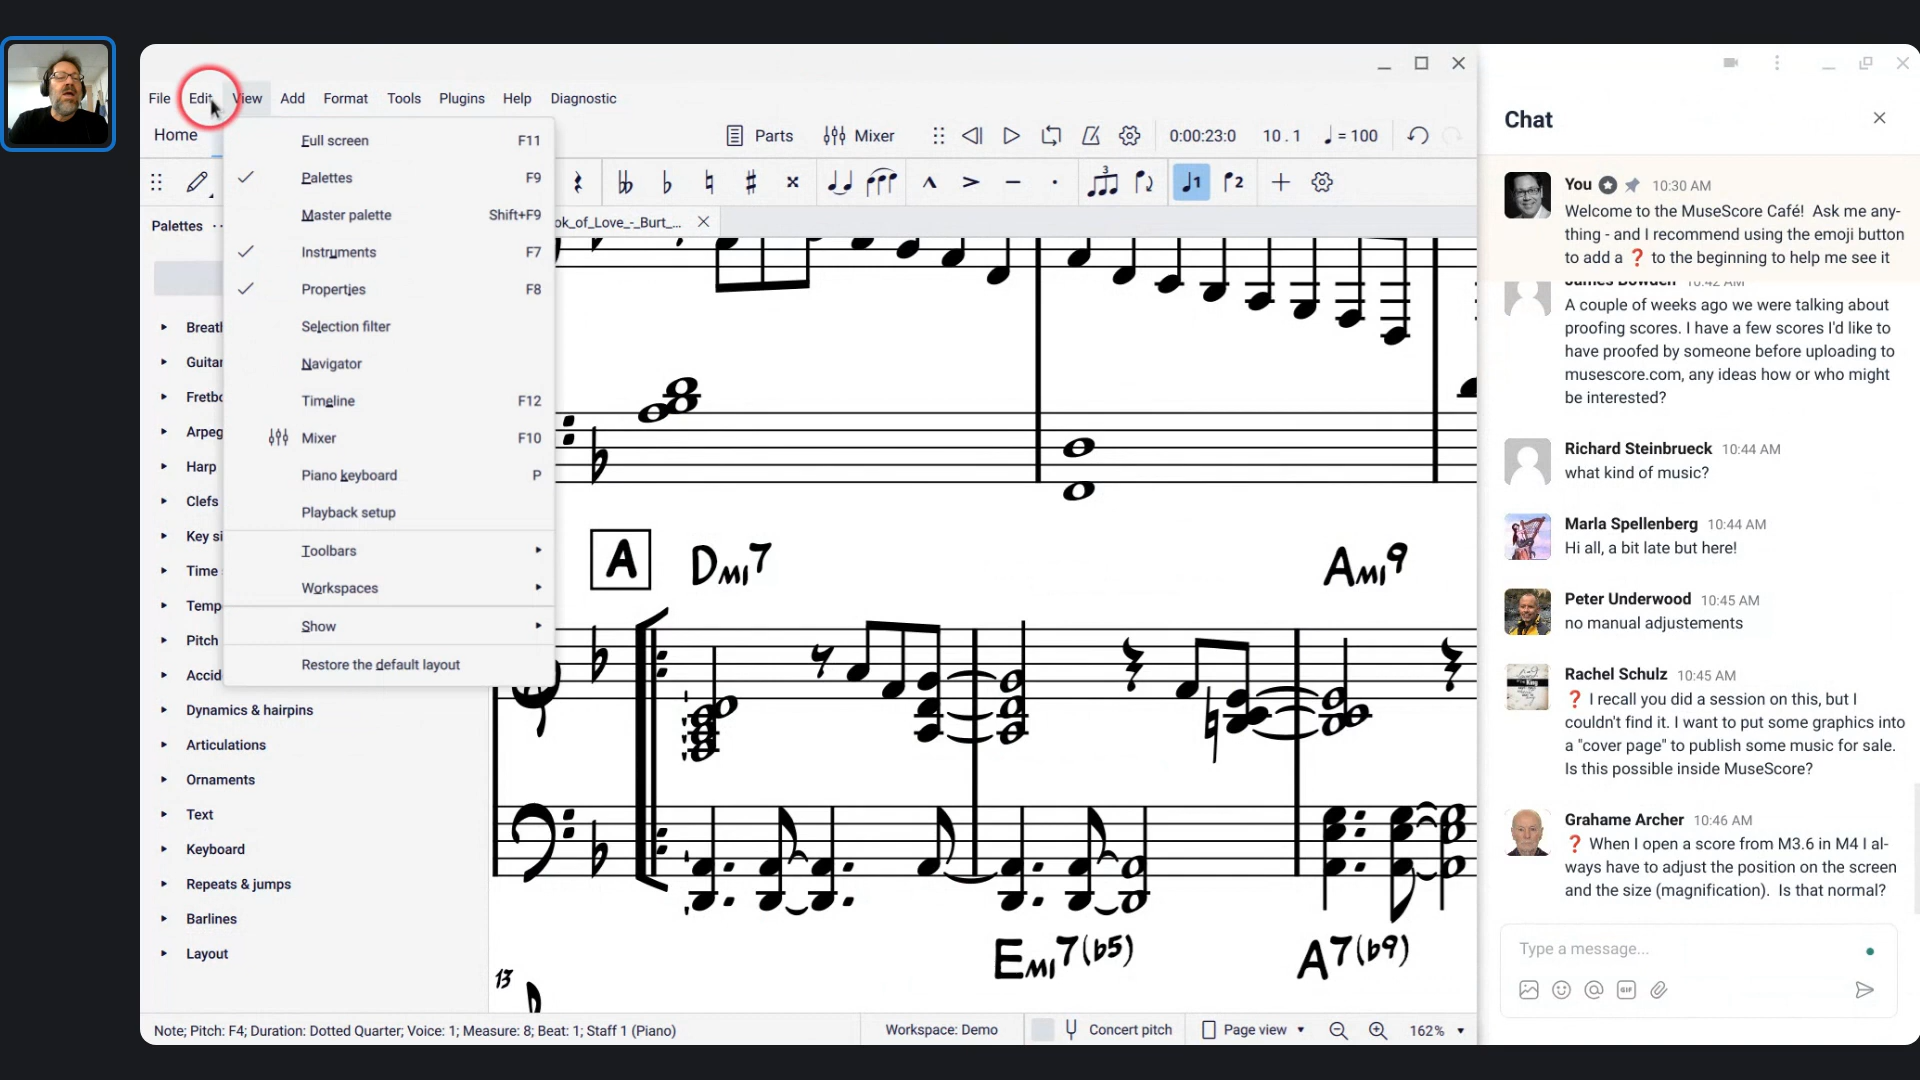 File Edit View Add Format Tools Plugins Help Diagnostic
Home
Parts Mixer 0:00:23:0 10 . 1 = 100
3
1 2
Palettes
ok_of_Love_-_Burt_...
Full screen F11
Palettes F9
Master palette Shift+F9
Instruments F7
Properties F8
Selection filter
Navigator
Timeline F12
Mixer F10
Piano keyboard P
Playback setup
Toolbars
Workspaces
Show
Restore the default layout
Breath
Guitar
Fretbo
Arpeg
Harp
Clefs
Key si
Time
Temp
Pitch
Accid
Dynamics & hairpins
Articulations
Ornaments
Text
Keyboard
Repeats & jumps
Barlines
Layout
A Dmi7 Ami9
Emi7(b5) A7(b9)
13
Note; Pitch: F4; Duration: Dotted Quarter; Voice: 1; Measure: 8; Beat: 1; Staff 1 (Piano)
Workspace: Demo Concert pitch Page view 162%
Chat
You 10:30 AM
Welcome to the MuseScore Café! Ask me any-
thing - and I recommend using the emoji button
to add a ❓ to the beginning to help me see it
James Bowden 10:42 AM
A couple of weeks ago we were talking about
proofing scores. I have a few scores I'd like to
have proofed by someone before uploading to
musescore.com, any ideas how or who might
be interested?
Richard Steinbrueck 10:44 AM
what kind of music?
Marla Spellenberg 10:44 AM
Hi all, a bit late but here!
Peter Underwood 10:45 AM
no manual adjustements
Rachel Schulz 10:45 AM
❓ I recall you did a session on this, but I
couldn't find it. I want to put some graphics into
a "cover page" to publish some music for sale.
Is this possible inside MuseScore?
Grahame Archer 10:46 AM
❓ When I open a score from M3.6 in M4 I al-
ways have to adjust the position on the screen
and the size (magnification). Is that normal?
Type a message...
GIF